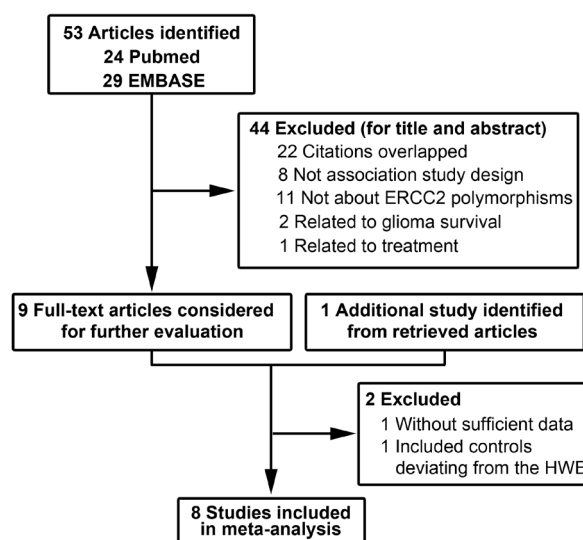 53 Articles identified
24 Pubmed
29 EMBASE
44 Excluded (for title and abstract)
22 Citations overlapped
8 Not association study design
11 Not about ERCC2 polymorphisms
2 Related to glioma survival
1 Related to treatment
9 Full-text articles considered
for further evaluation
1 Additional study identified
from retrieved articles
2 Excluded
1 Without sufficient data
1 Included controls
deviating from the HWE
8 Studies included
in meta-analysis